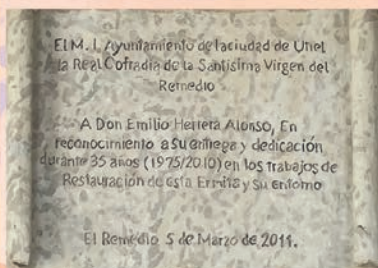 El M. I. Ayuntamiento de la ciudad de Utiel
la Real Cofradia de la Santisima Virgen del
Remedio
A Don Emilio Herrera Alonso, En
reconocimiento a su entrega y dedicación
durante 35 años (1975/2010) en los trabajos de
Restauración de esta Ermita y su entorno
El Remedio 5 de Marzo de 2011.